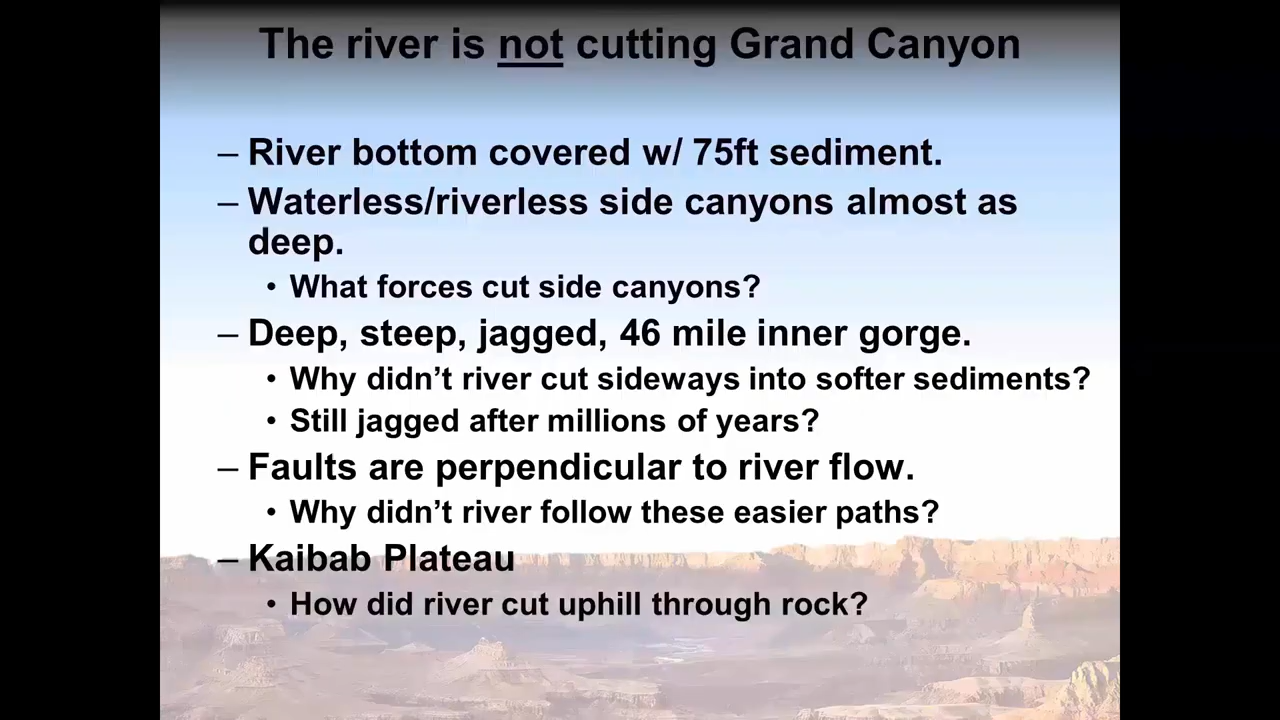 The river is not cutting Grand Canyon
– River bottom covered w/ 75ft sediment.
– Waterless/riverless side canyons almost as
deep.
• What forces cut side canyons?
– Deep, steep, jagged, 46 mile inner gorge.
• Why didn’t river cut sideways into softer sediments?
• Still jagged after millions of years?
– Faults are perpendicular to river flow.
• Why didn’t river follow these easier paths?
– Kaibab Plateau
• How did river cut uphill through rock?